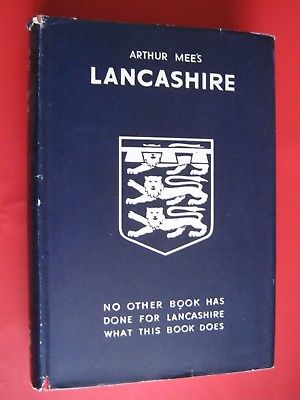 ARTHUR MEE'S
LANCASHIRE
NO OTHER BOOK HAS
DONE FOR LANCASHIRE
WHAT THIS BOOK DOES